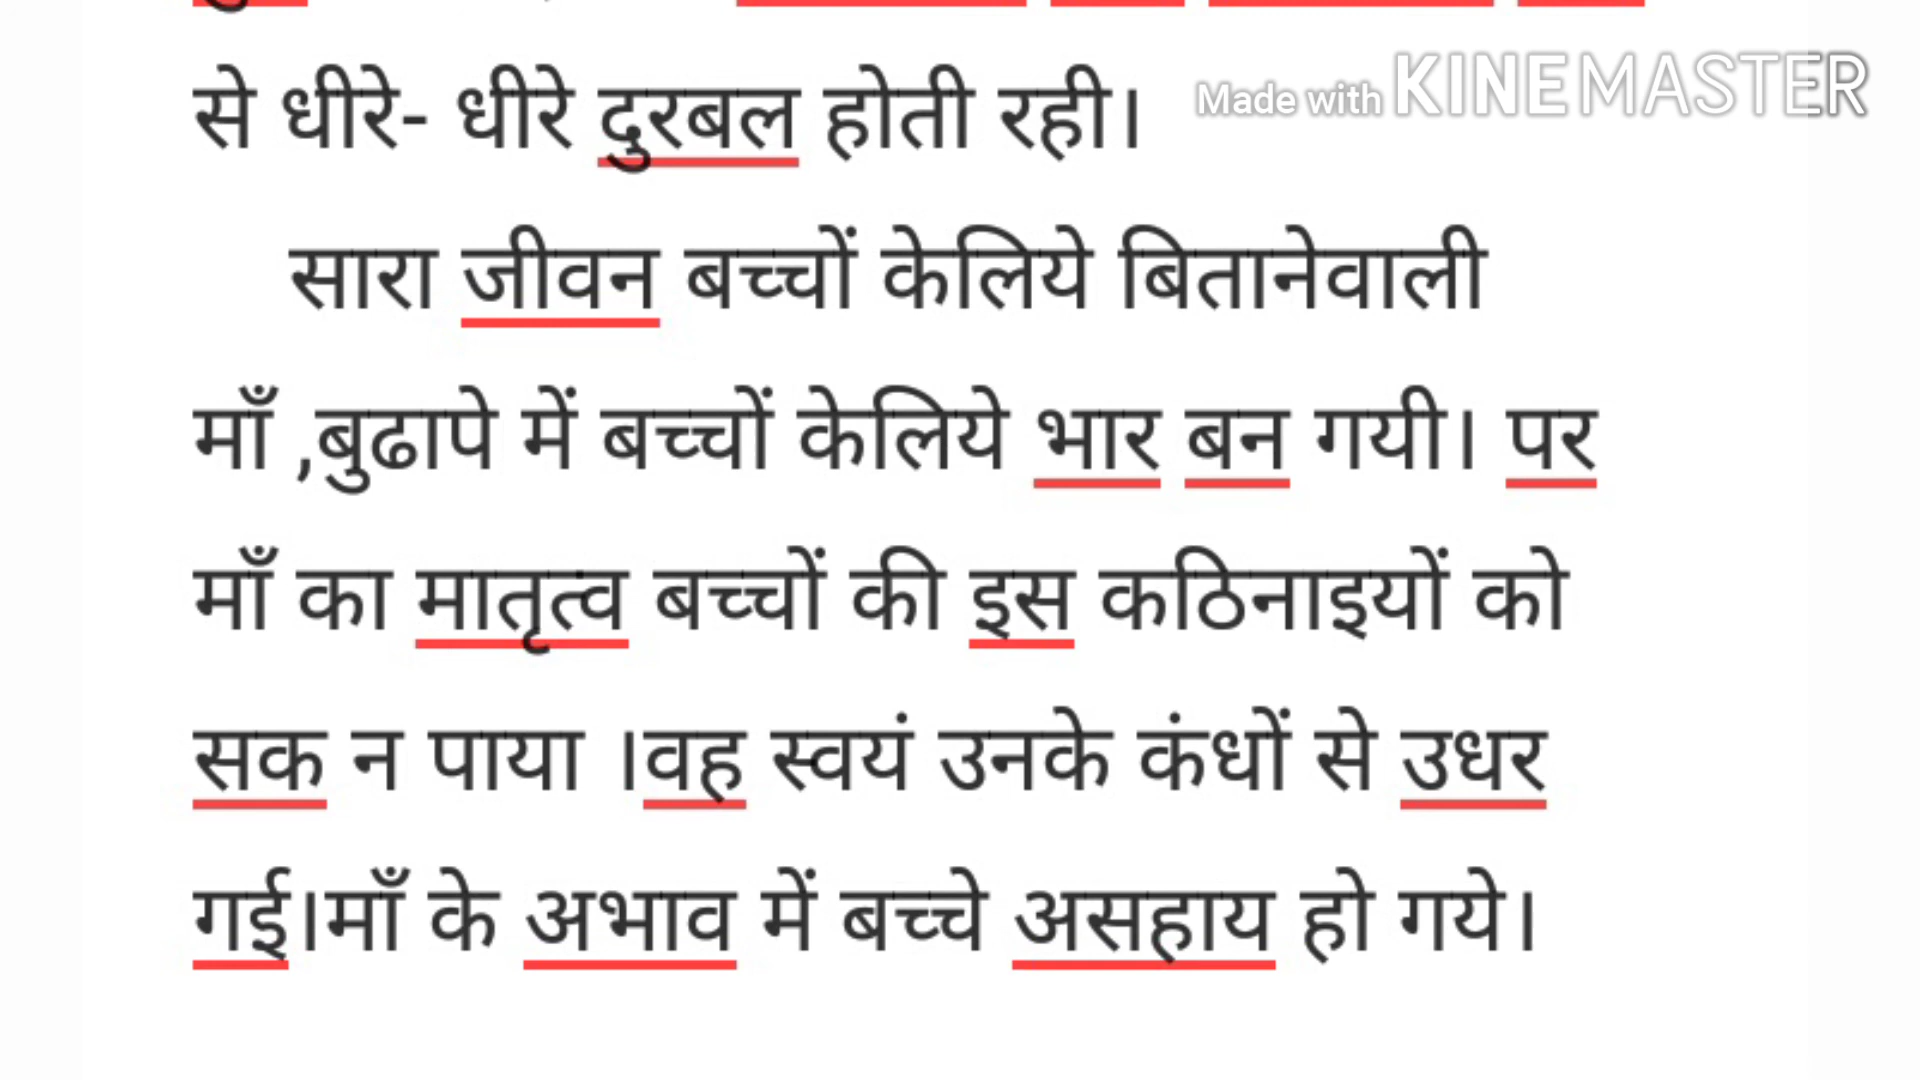 से धीरे- धीरे दुरबल होती रही।
Made with KINEMASTER
सारा जीवन बच्चों केलिये बितानेवाली
माँ ,बुढापे में बच्चों केलिये भार बन गयी। पर
माँ का मातृत्व बच्चों की इस कठिनाइयों को
सक न पाया ।वह स्वयं उनके कंधों से उधर
गई।माँ के अभाव में बच्चे असहाय हो गये।